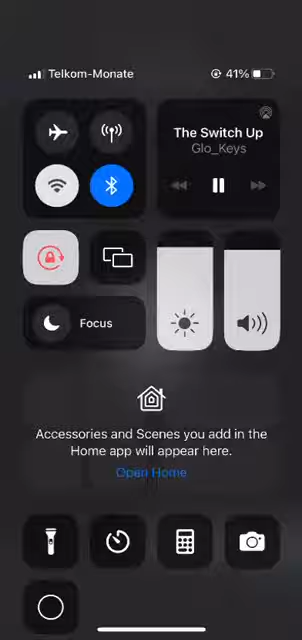 Telkom-Monate
41%
The Switch Up
Glo_Keys
Focus
Accessories and Scenes you add in the
Home app will appear here.
Open Home